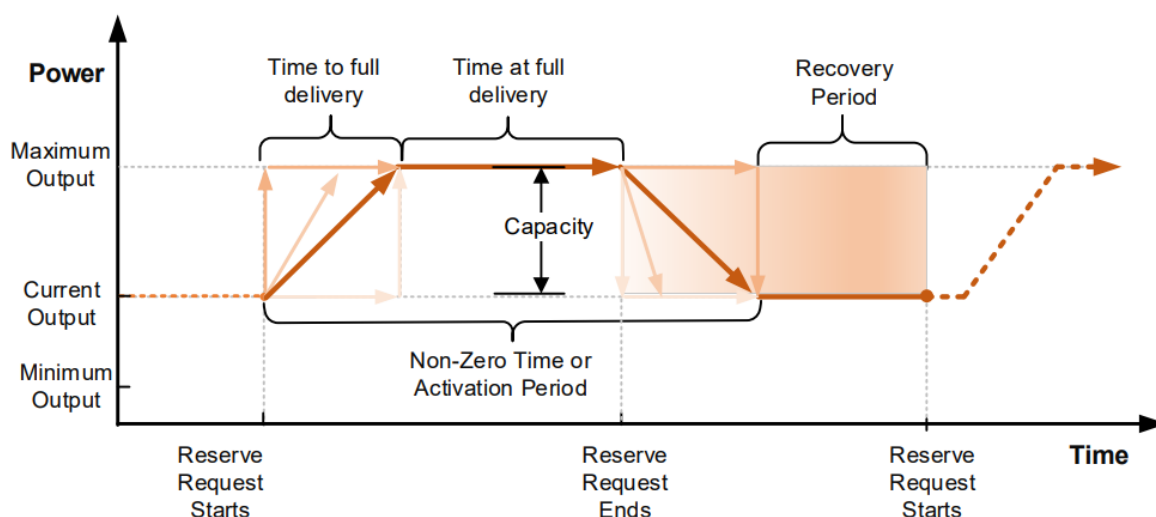 Power
Time to full
delivery
Time at full
delivery
Recovery
Period
Maximum
Output
Capacity
Current
Output
Non-Zero Time or
Activation Period
Minimum
Output
Reserve
Request
Starts
Reserve
Request
Ends
Reserve
Request
Starts
Time